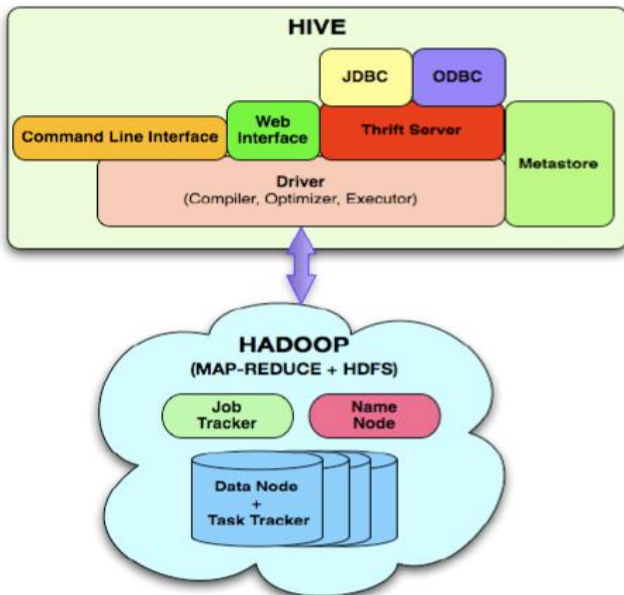 HIVE
JDBC
ODBC
Command Line Interface
Web
Interface
Thrift Server
Metastore
Driver
(Compiler, Optimizer, Executor)
HADOOP
(MAP-REDUCE + HDFS)
Job
Tracker
Name
Node
Data Node
+
Task Tracker